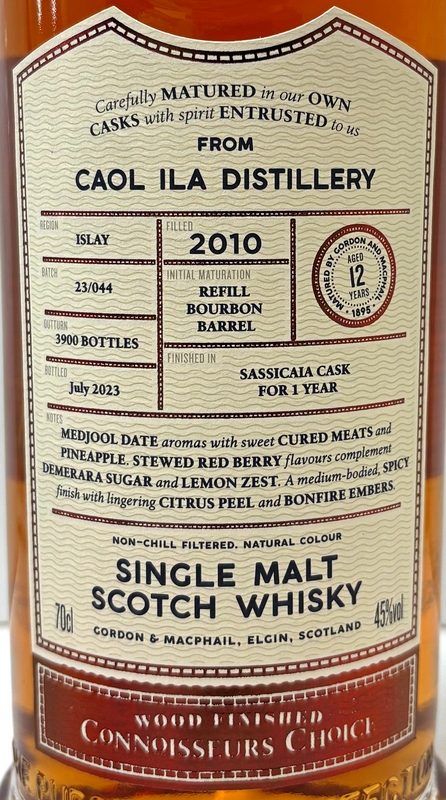 Carefully MATURED in our OWN
CASKS with spirit ENTRUSTED to us
FROM
CAOL ILA DISTILLERY
REGION
ISLAY
BATCH
23/044
OUTTURN
3900 BOTTLES
BOTTLED
July 2023
FILLED
2010
INITIAL MATURATION
REFILL
BOURBON
BARREL
MATURED BY GORDON AND MACPHAIL
AGED
12
YEARS
• 1895 •
FINISHED IN
SASSICAIA CASK
FOR 1 YEAR
NOTES
MEDJOOL DATE aromas with sweet CURED MEATS and
PINEAPPLE. STEWED RED BERRY flavours complement
DEMERARA SUGAR and LEMON ZEST. A medium-bodied, SPICY
finish with lingering CITRUS PEEL and BONFIRE EMBERS.
NON-CHILL FILTERED. NATURAL COLOUR
SINGLE MALT
SCOTCH WHISKY
70cl
45%vol
GORDON & MACPHAIL, ELGIN, SCOTLAND
WOOD FINISHED
CONNOISSEURS CHOICE